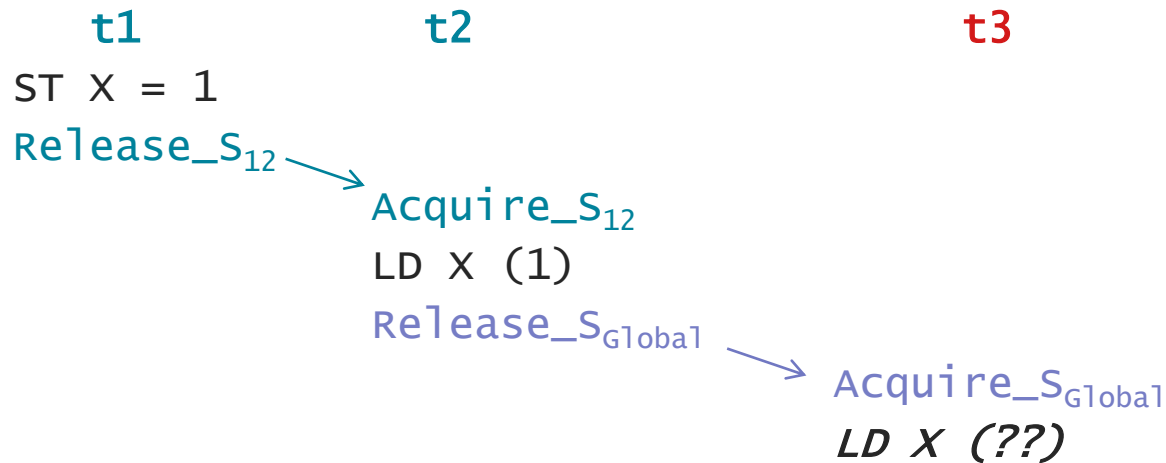 t1 t2 t3
ST X = 1
Release_S12
Acquire_S12
LD X (1)
Release_SGlobal
Acquire_SGlobal
LD X (??)